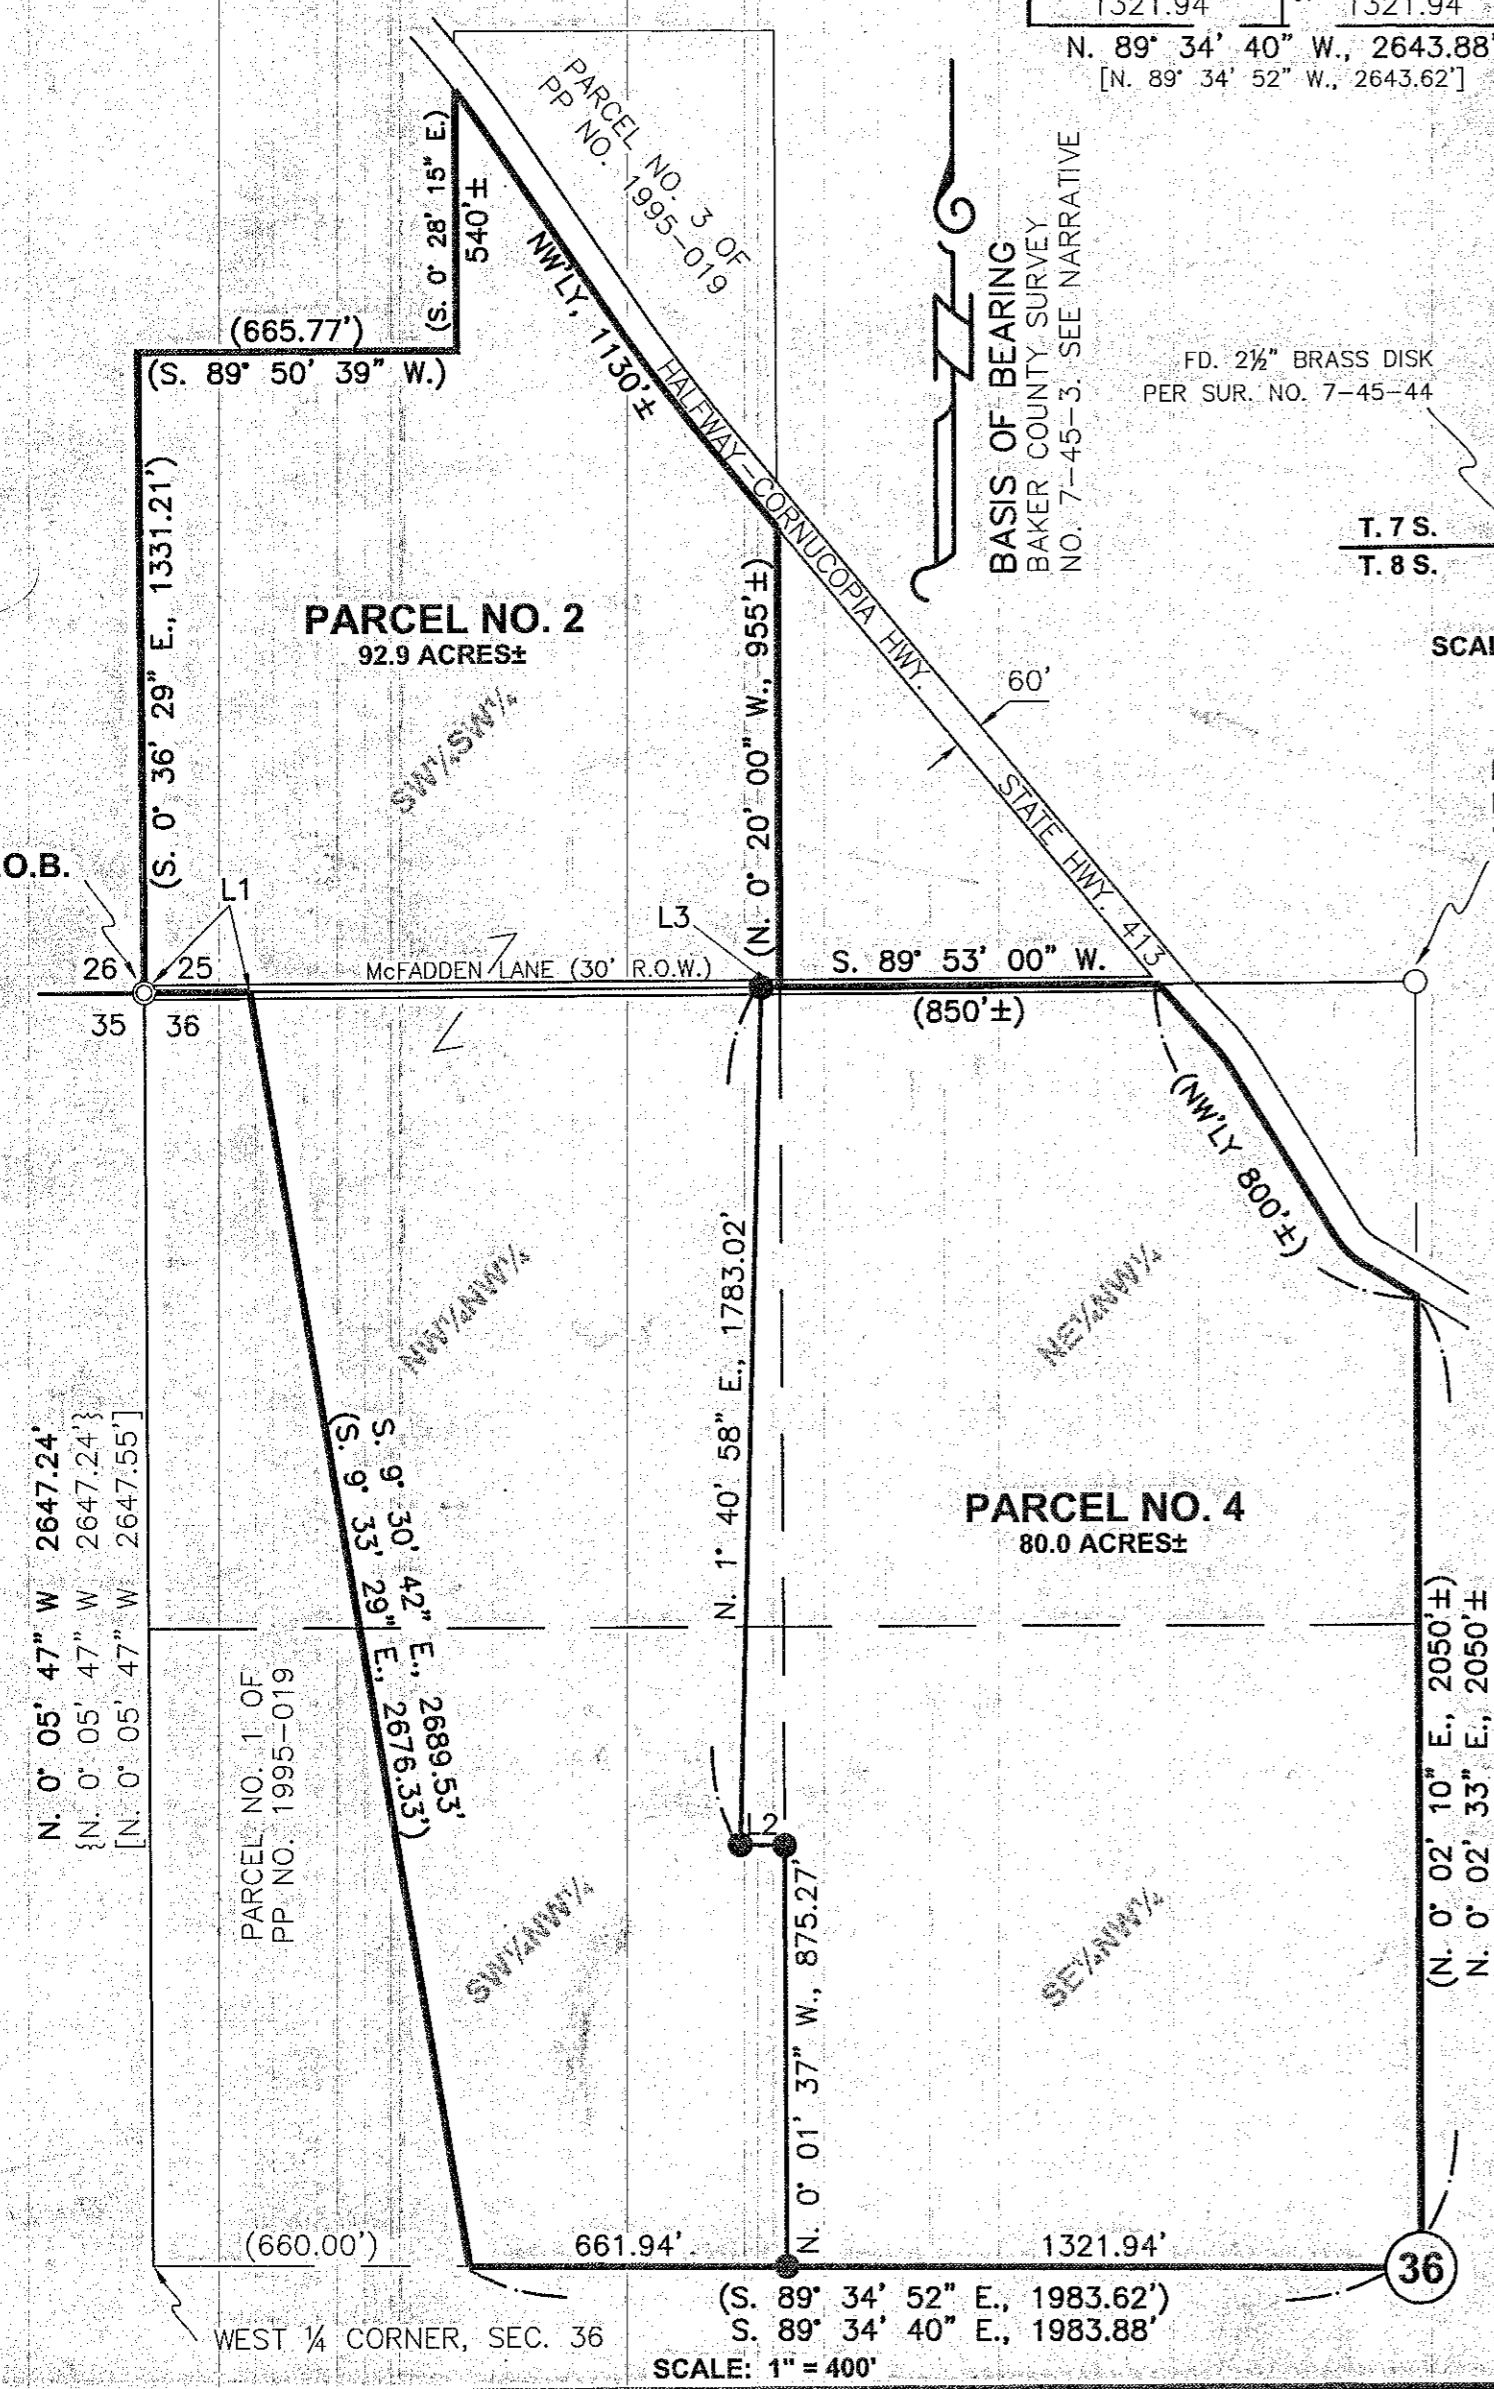 1321.94 1321.94
N. 89° 34' 40" W., 2643.88'
[N. 89° 34' 52" W., 2643.62']
PARCEL NO. 3 OF
PP NO. 1995-019
(S. 0° 28' 15" E.)
540'±
NW'LY, 1130'±
(665.77')
(S. 89° 50' 39" W.)
HALFWAY-CORNUCOPIA HWY.
BASIS OF BEARING
BAKER COUNTY SURVEY
NO. 7-45-3. SEE NARRATIVE
FD. 2½" BRASS DISK
PER SUR. NO. 7-45-44
T. 7 S.
T. 8 S.
(S. 0° 36' 29" E., 1331.21')
PARCEL NO. 2
92.9 ACRES±
SW¼SW¼
(N. 0° 20' 00" W., 955'±)
60'
STATE HWY. 413
O.B.
L1
L3
26 25
35 36
McFADDEN LANE (30' R.O.W.)
S. 89° 53' 00" W.
(850'±)
(NW'LY 800'±)
NW¼NW¼
NE¼NW¼
N. 1° 40' 58" E., 1783.02'
N. 0° 05' 47" W 2647.24'
{N. 0° 05' 47" W 2647.24'}
[N. 0° 05' 47" W 2647.55']
S. 9° 30' 42" E., 2689.53'
(S. 9° 33' 29" E., 2676.33')
PARCEL NO. 4
80.0 ACRES±
PARCEL NO. 1 OF
PP NO. 1995-019
(N. 0° 02' 10" E., 2050'±)
N. 0° 02' 33" E., 2050'±
L2
SW¼NW¼
SE¼NW¼
N. 0° 01' 37" W., 875.27'
(660.00')
661.94'
1321.94'
36
(S. 89° 34' 52" E., 1983.62')
S. 89° 34' 40" E., 1983.88'
WEST ¼ CORNER, SEC. 36
SCALE: 1" = 400'